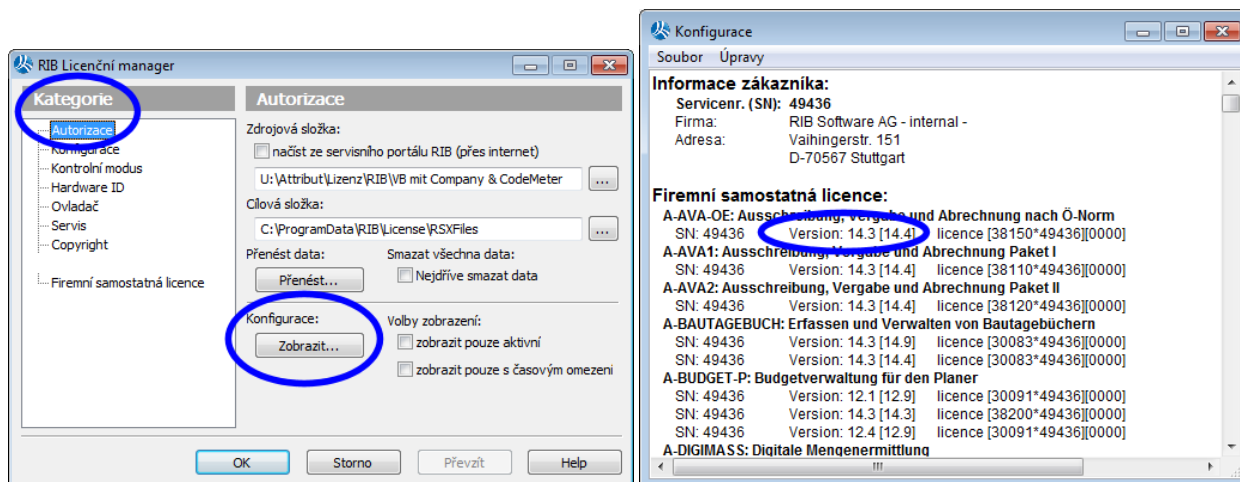 RIB Licenční manager
Kategorie
Autorizace
Konfigurace
Kontrolní modus
Hardware ID
Ovladač
Servis
Copyright
Firemní samostatná licence
Autorizace
Zdrojová složka:
načíst ze servisního portálu RIB (přes internet)
U:\Attribut\Lizenz\RIB\VB mit Company & CodeMeter
...
Cílová složka:
C:\ProgramData\RIB\License\RSXFiles
...
Přenést data:
Smazat všechna data:
Přenést...
Nejdříve smazat data
Konfigurace:
Volby zobrazení:
Zobrazit...
zobrazit pouze aktivní
zobrazit pouze s časovým omezeni
OK
Storno
Převzít
Help
Konfigurace
Soubor Úpravy
Informace zákazníka:
Servicenr. (SN): 49436
Firma: RIB Software AG - internal -
Adresa: Vaihingerstr. 151
D-70567 Stuttgart
Firemní samostatná licence:
A-AVA-OE: Ausschreibung, Vergabe und Abrechnung nach Ö-Norm
SN: 49436 Version: 14.3 [14.4] licence [38150*49436][0000]
A-AVA1: Ausschreibung, Vergabe und Abrechnung Paket I
SN: 49436 Version: 14.3 [14.4] licence [38110*49436][0000]
A-AVA2: Ausschreibung, Vergabe und Abrechnung Paket II
SN: 49436 Version: 14.3 [14.4] licence [38120*49436][0000]
A-BAUTAGEBUCH: Erfassen und Verwalten von Bautagebüchern
SN: 49436 Version: 14.3 [14.9] licence [30083*49436][0000]
SN: 49436 Version: 14.3 [14.4] licence [30083*49436][0000]
A-BUDGET-P: Budgetverwaltung für den Planer
SN: 49436 Version: 12.1 [12.9] licence [30091*49436][0000]
SN: 49436 Version: 14.3 [14.3] licence [38200*49436][0000]
SN: 49436 Version: 12.4 [12.9] licence [30091*49436][0000]
A-DIGIMASS: Digitale Mengenermittlung